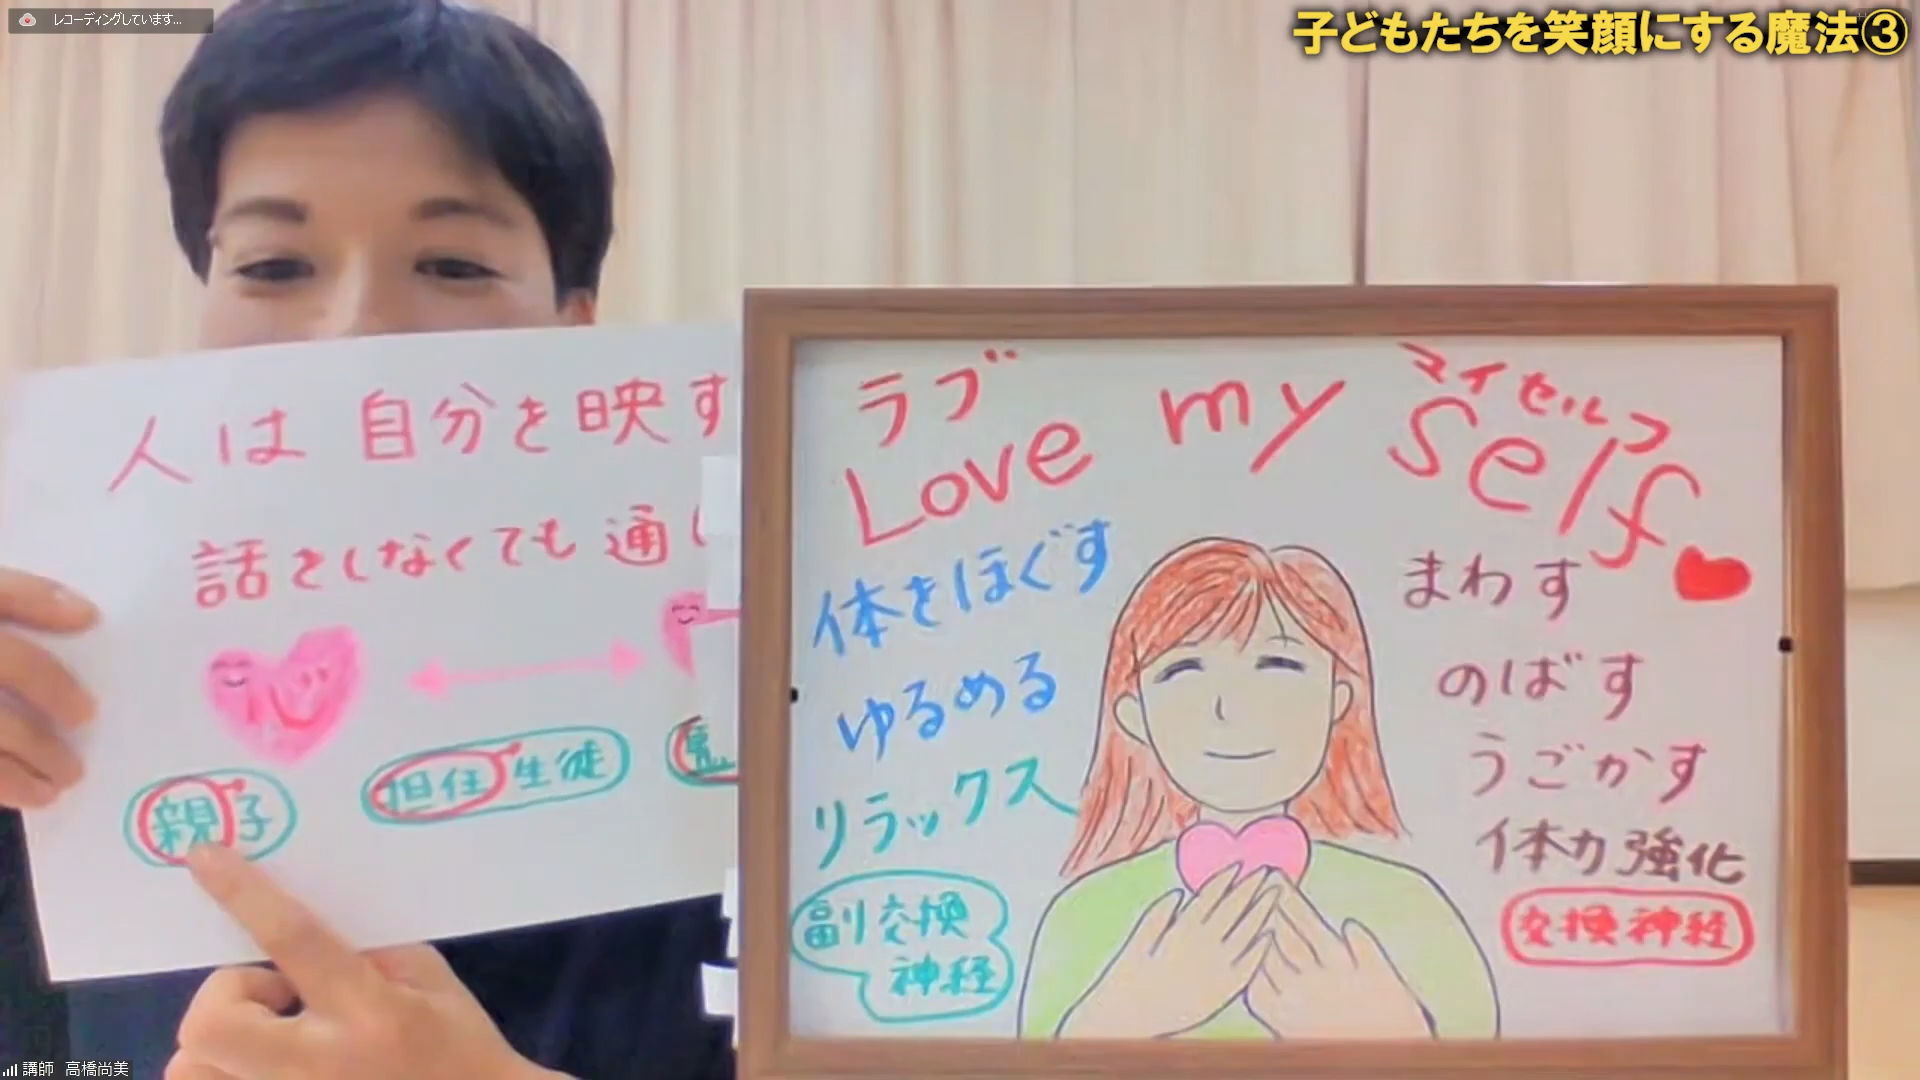 レコーディングしています...
子どもたちを笑顔にする魔法③
人は 自分を映す
話をしなくても 通
心
親子
担任 生徒
ラブ マイセルフ
Love my self
体をほぐす
ゆるめる
リラックス
副交換
神経
まわす
のばす
うごかす
体力 強化
交換神経
講師 高橋尚美